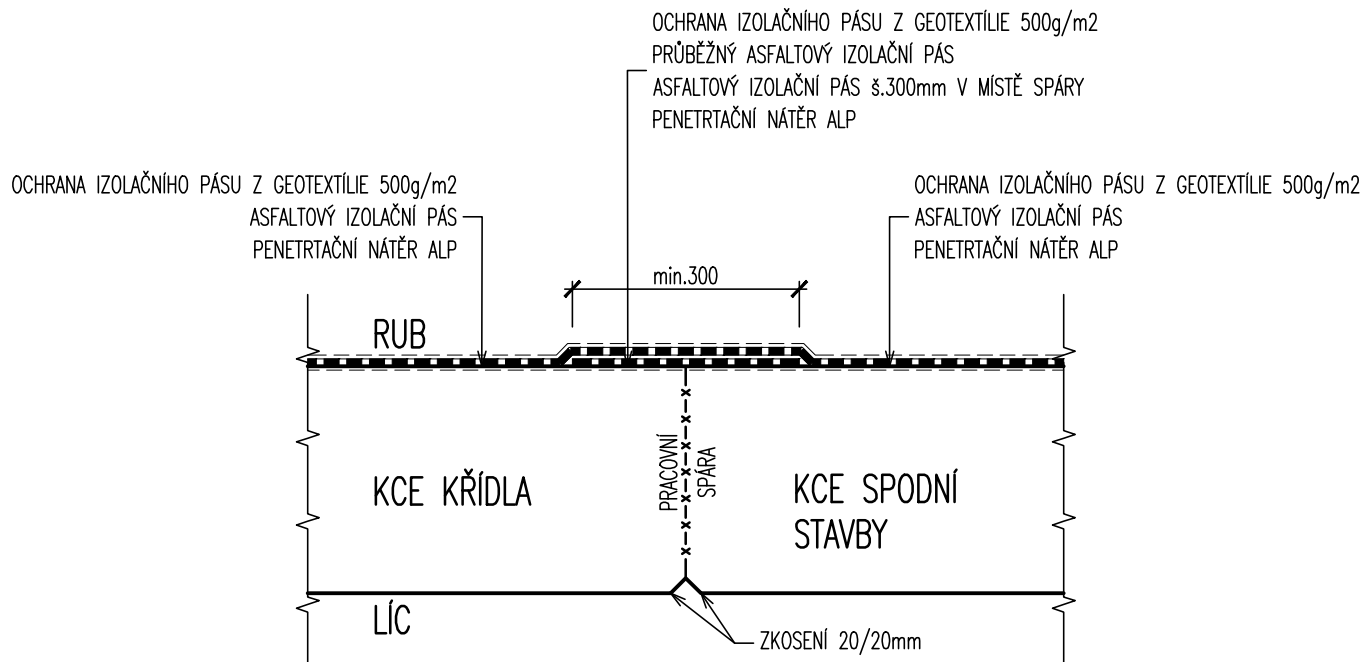 OCHRANA IZOLAČNÍHO PÁSU Z GEOTEXTÍLIE 500g/m2
PRŮBĚŽNÝ ASFALTOVÝ IZOLAČNÍ PÁS
ASFALTOVÝ IZOLAČNÍ PÁS š.300mm V MÍSTĚ SPÁRY
PENETRTAČNÍ NÁTĚR ALP
OCHRANA IZOLAČNÍHO PÁSU Z GEOTEXTÍLIE 500g/m2
ASFALTOVÝ IZOLAČNÍ PÁS
PENETRTAČNÍ NÁTĚR ALP
OCHRANA IZOLAČNÍHO PÁSU Z GEOTEXTÍLIE 500g/m2
ASFALTOVÝ IZOLAČNÍ PÁS
PENETRTAČNÍ NÁTĚR ALP
min.300
RUB
KCE KŘÍDLA
PRACOVNÍ
SPÁRA
KCE SPODNÍ
STAVBY
LÍC
ZKOSENÍ 20/20mm